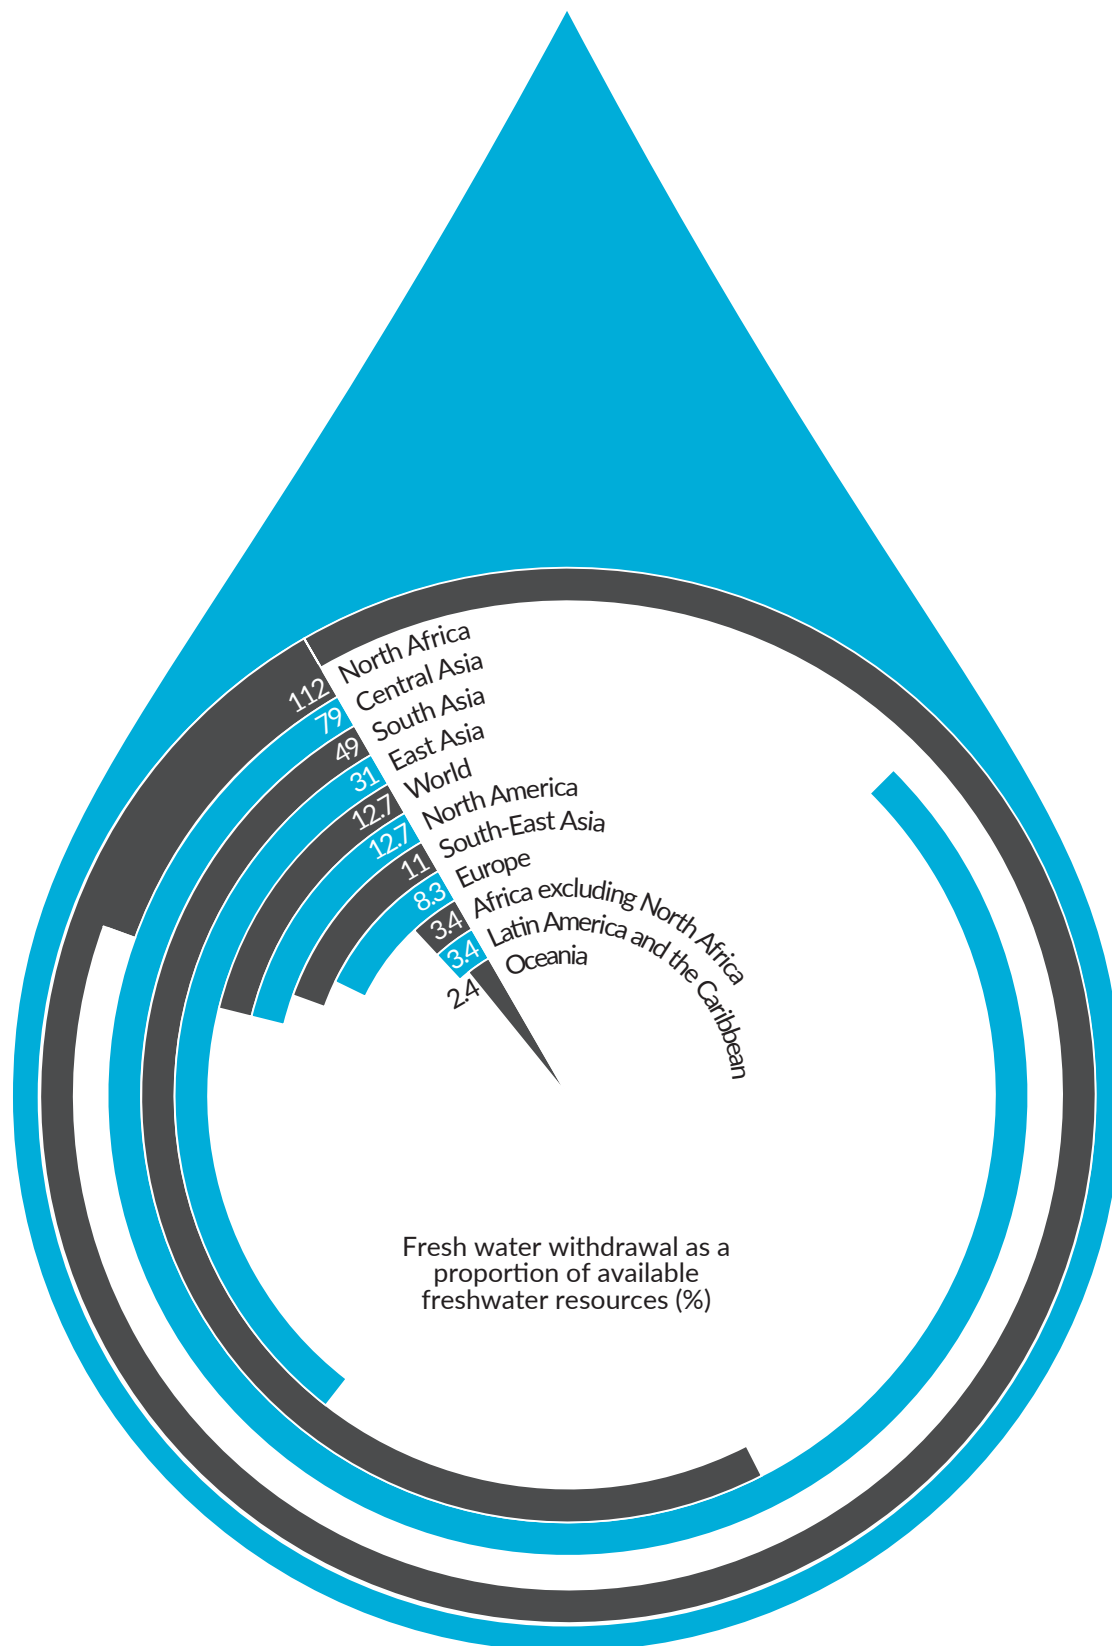 112 North Africa
79 Central Asia
49 South Asia
31 East Asia
12.7 World
12.7 North America
11 South-East Asia
8.3 Europe
3.4 Africa excluding North Africa
3.4 Latin America and the Caribbean
2.4 Oceania
Fresh water withdrawal as a
proportion of available
freshwater resources (%)